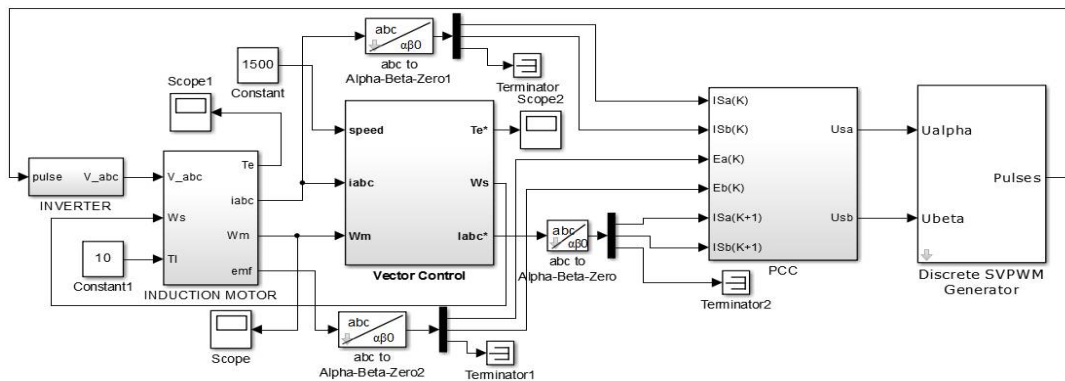 abc
αβ0
abc to
Alpha-Beta-Zero1
Terminator
1500
Constant
Scope1
Scope2
speed
iabc
Wm
Te*
Ws
Iabc*
Vector Control
pulse
V_abc
INVERTER
V_abc
Ws
Tl
Te
iabc
Wm
emf
INDUCTION MOTOR
10
Constant1
Scope
abc
αβ0
abc to
Alpha-Beta-Zero2
Terminator1
abc
αβ0
abc to
Alpha-Beta-Zero
Terminator2
ISa(K)
ISb(K)
Ea(K)
Eb(K)
ISa(K+1)
ISb(K+1)
Usa
Usb
PCC
Ualpha
Ubeta
Pulses
Discrete SVPWM
Generator